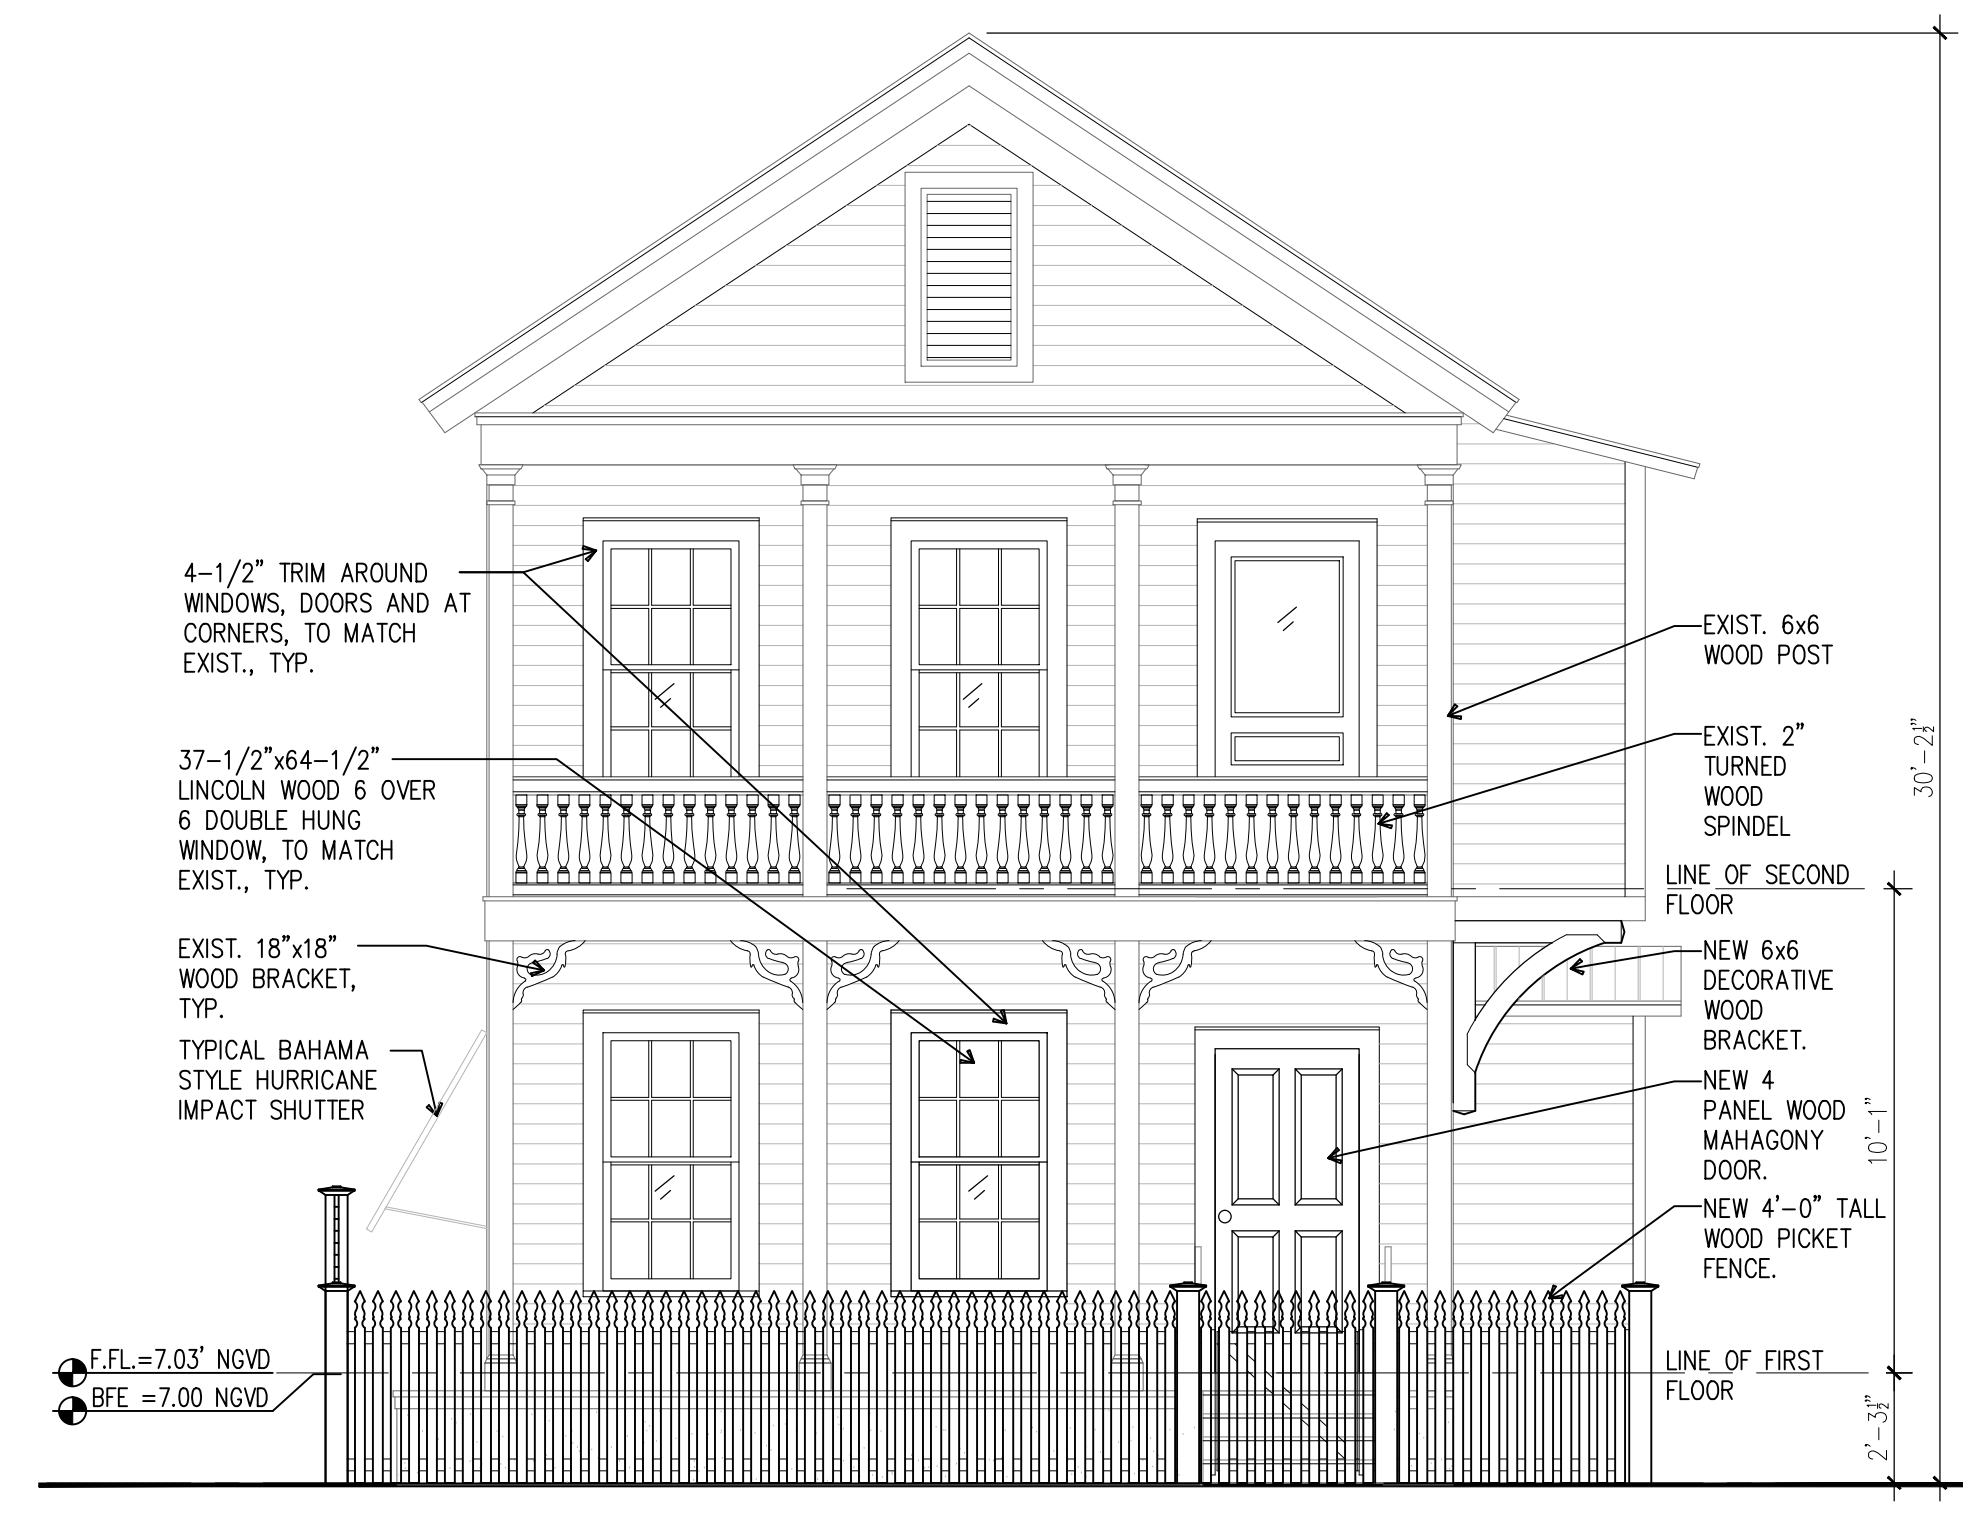 4-1/2" TRIM AROUND
WINDOWS, DOORS AND AT
CORNERS, TO MATCH
EXIST., TYP.
37-1/2"x64-1/2"
LINCOLN WOOD 6 OVER
6 DOUBLE HUNG
WINDOW, TO MATCH
EXIST., TYP.
EXIST. 18"x18"
WOOD BRACKET,
TYP.
TYPICAL BAHAMA
STYLE HURRICANE
IMPACT SHUTTER
F.FL.=7.03' NGVD
BFE =7.00 NGVD
EXIST. 6x6
WOOD POST
EXIST. 2"
TURNED
WOOD
SPINDEL
LINE OF SECOND
FLOOR
NEW 6x6
DECORATIVE
WOOD
BRACKET.
NEW 4
PANEL WOOD
MAHAGONY
DOOR.
NEW 4'-0" TALL
WOOD PICKET
FENCE.
LINE OF FIRST
FLOOR
30'-2½"
10'-1"
2'-3½"